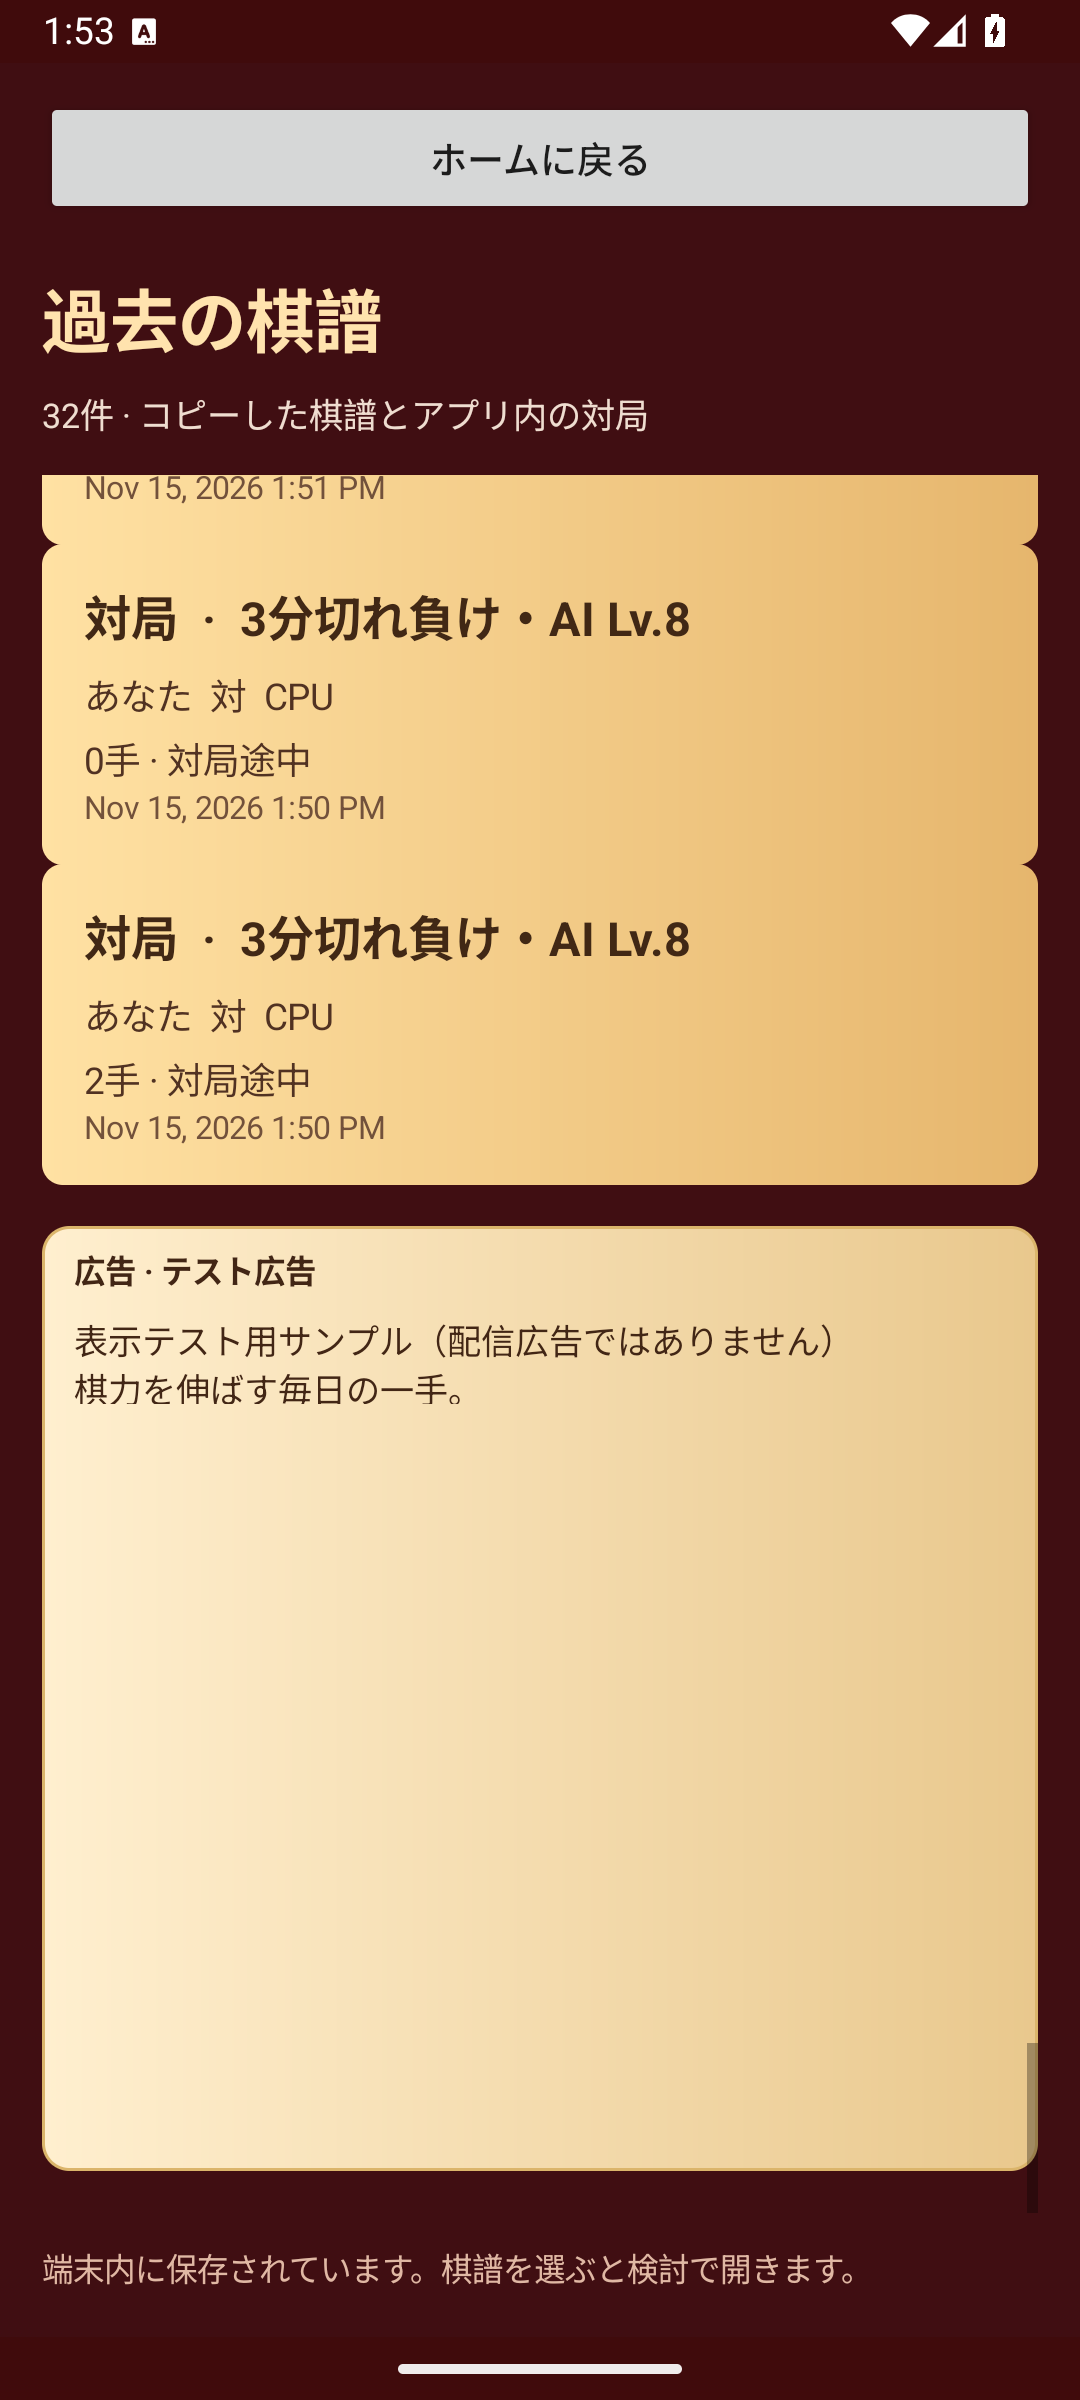 1:53
ホームに戻る
過去の棋譜
32件 · コピーした棋譜とアプリ内の対局
Nov 15, 2026 1:51 PM
対局 · 3分切れ負け・AI Lv.8
あなた 対 CPU
0手 · 対局途中
Nov 15, 2026 1:50 PM
対局 · 3分切れ負け・AI Lv.8
あなた 対 CPU
2手 · 対局途中
Nov 15, 2026 1:50 PM
広告 · テスト広告
表示テスト用サンプル（配信広告ではありません）
棋力を伸ばす毎日の一手。
端末内に保存されています。棋譜を選ぶと検討で開きます。